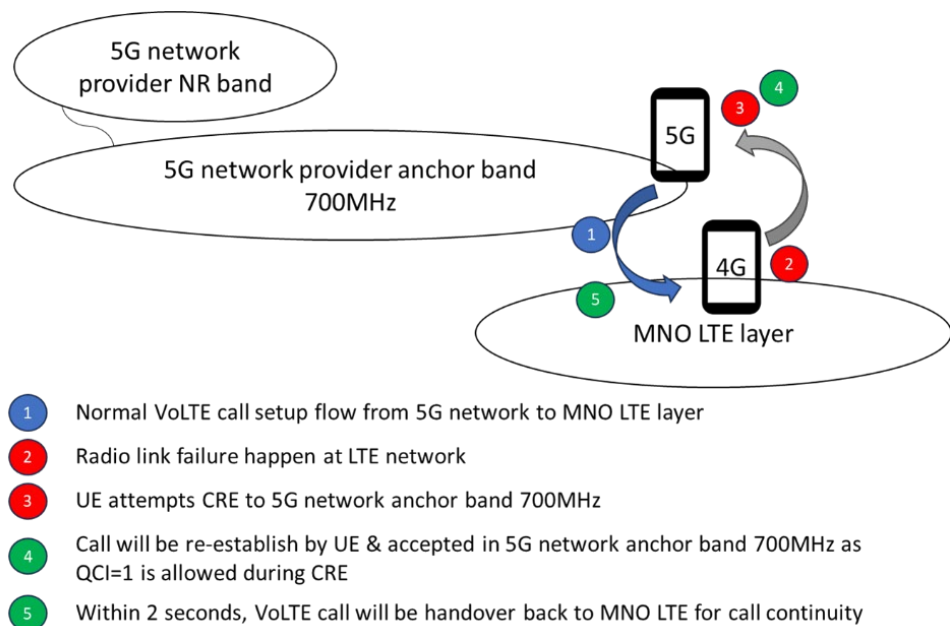 5G network
provider NR band
5G network provider anchor band
700MHz
5G
3
4
1
4G
2
5
MNO LTE layer
1 Normal VoLTE call setup flow from 5G network to MNO LTE layer
2 Radio link failure happen at LTE network
3 UE attempts CRE to 5G network anchor band 700MHz
4 Call will be re-establish by UE & accepted in 5G network anchor band 700MHz as
QCI=1 is allowed during CRE
5 Within 2 seconds, VoLTE call will be handover back to MNO LTE for call continuity